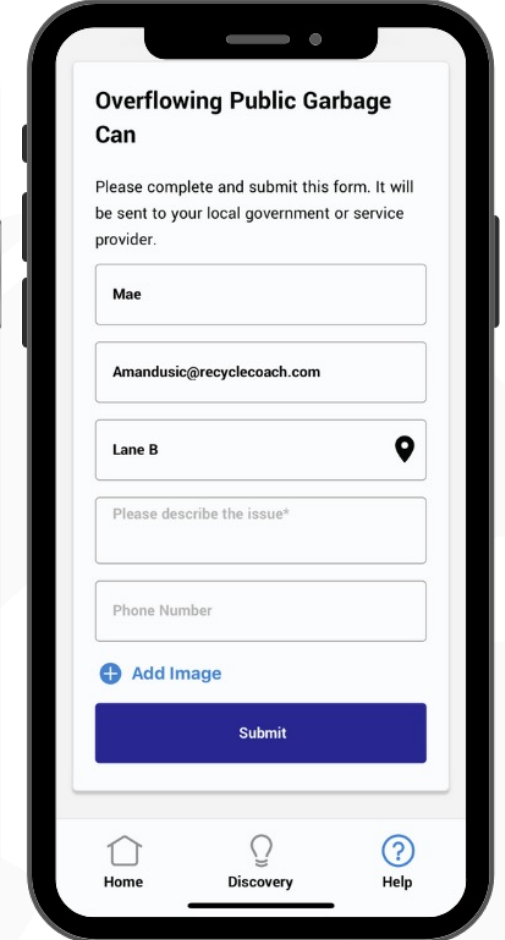 Overflowing Public Garbage
Can
Please complete and submit this form. It will
be sent to your local government or service
provider.
Mae
Amandusic@recyclecoach.com
Lane B
Please describe the issue*
Phone Number
Add Image
Submit
Home Discovery Help